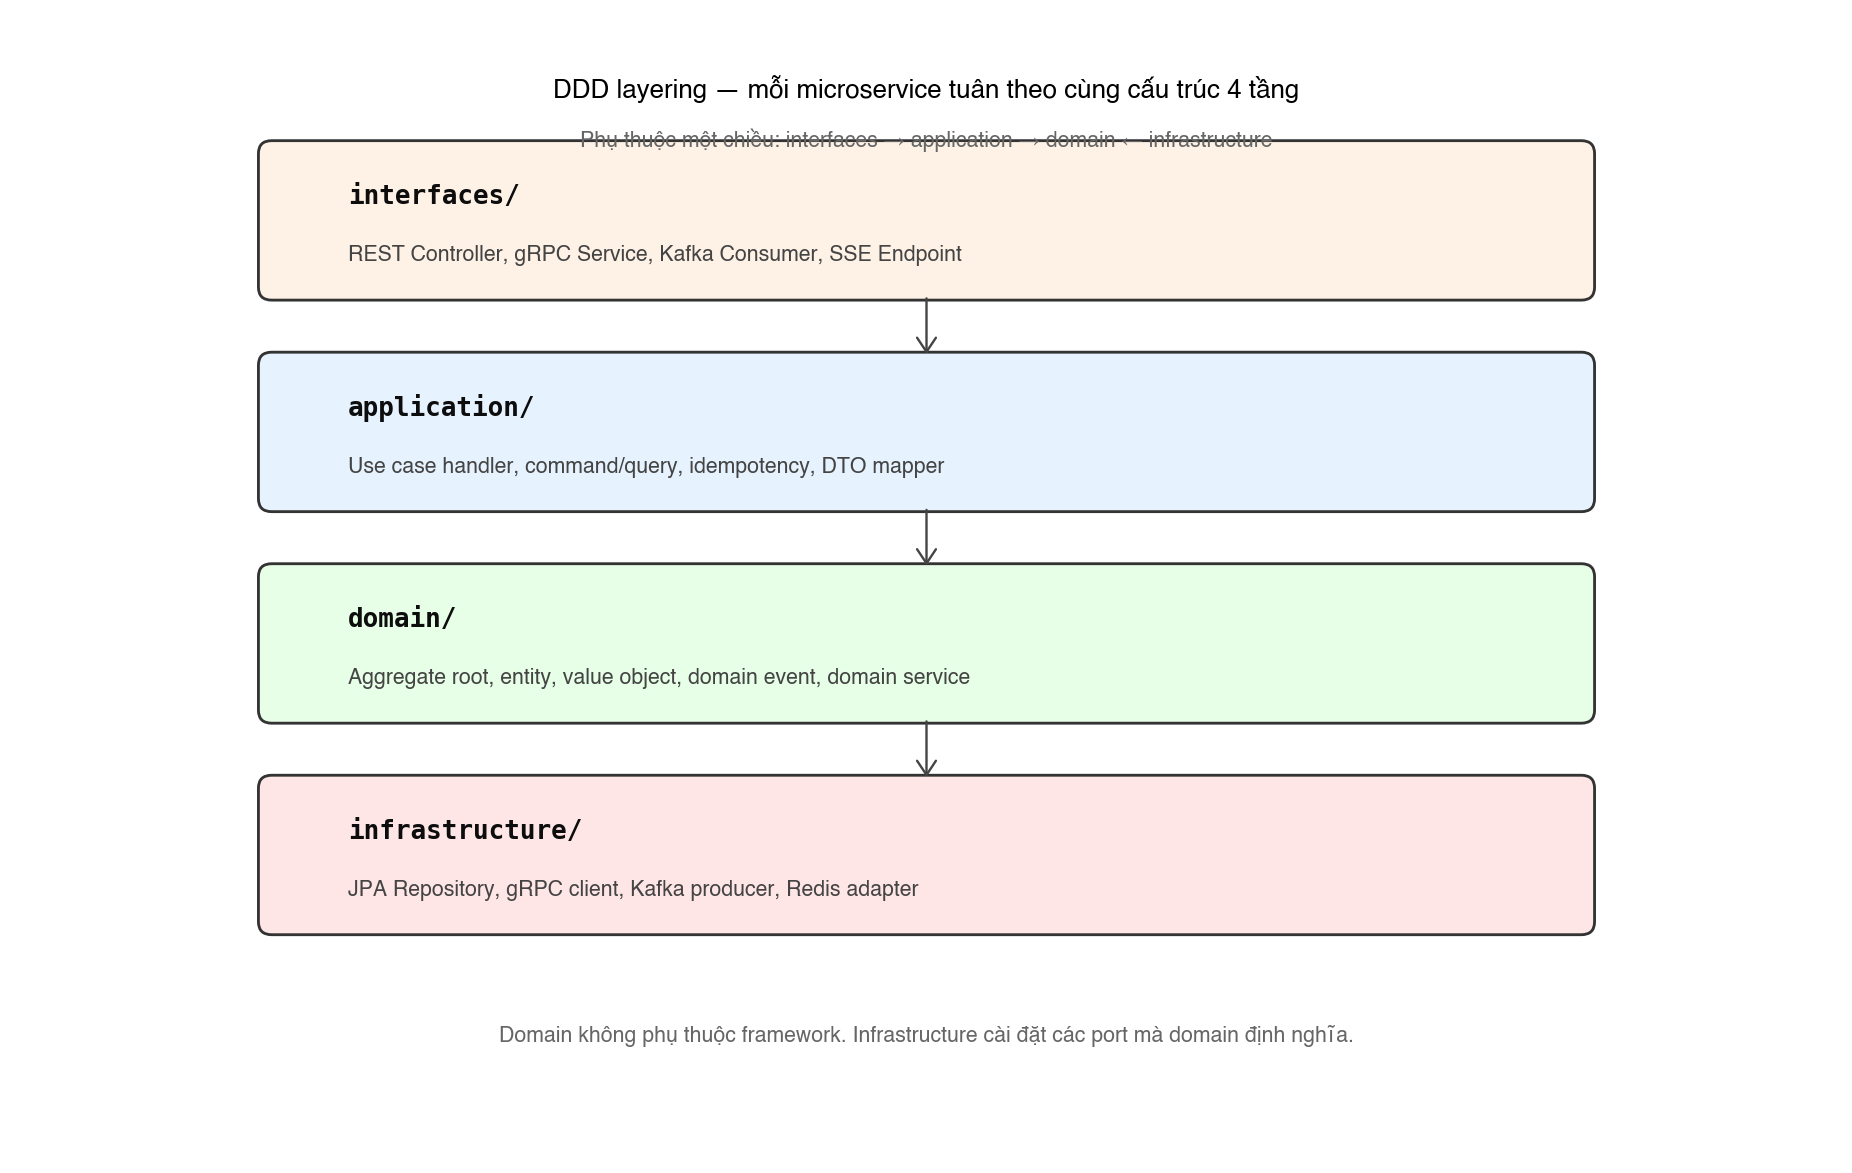 DDD layering — mỗi microservice tuân theo cùng cấu trúc 4 tầng
Phụ thuộc một chiều: interfaces → application → domain ← infrastructure
interfaces/
REST Controller, gRPC Service, Kafka Consumer, SSE Endpoint
application/
Use case handler, command/query, idempotency, DTO mapper
domain/
Aggregate root, entity, value object, domain event, domain service
infrastructure/
JPA Repository, gRPC client, Kafka producer, Redis adapter
Domain không phụ thuộc framework. Infrastructure cài đặt các port mà domain định nghĩa.